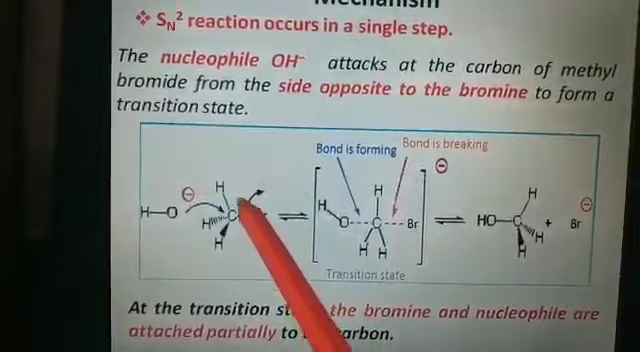 Mechanism
❖ SN2 reaction occurs in a single step.
The nucleophile OH− attacks at the carbon of methyl
bromide from the side opposite to the bromine to form a
transition state.
Bond is forming Bond is breaking
⊖
H H H
H—O ⊖ C H O C Br HO—C + Br ⊖
H H H H H H
Transition state
At the transition st the bromine and nucleophile are
attached partially to arbon.